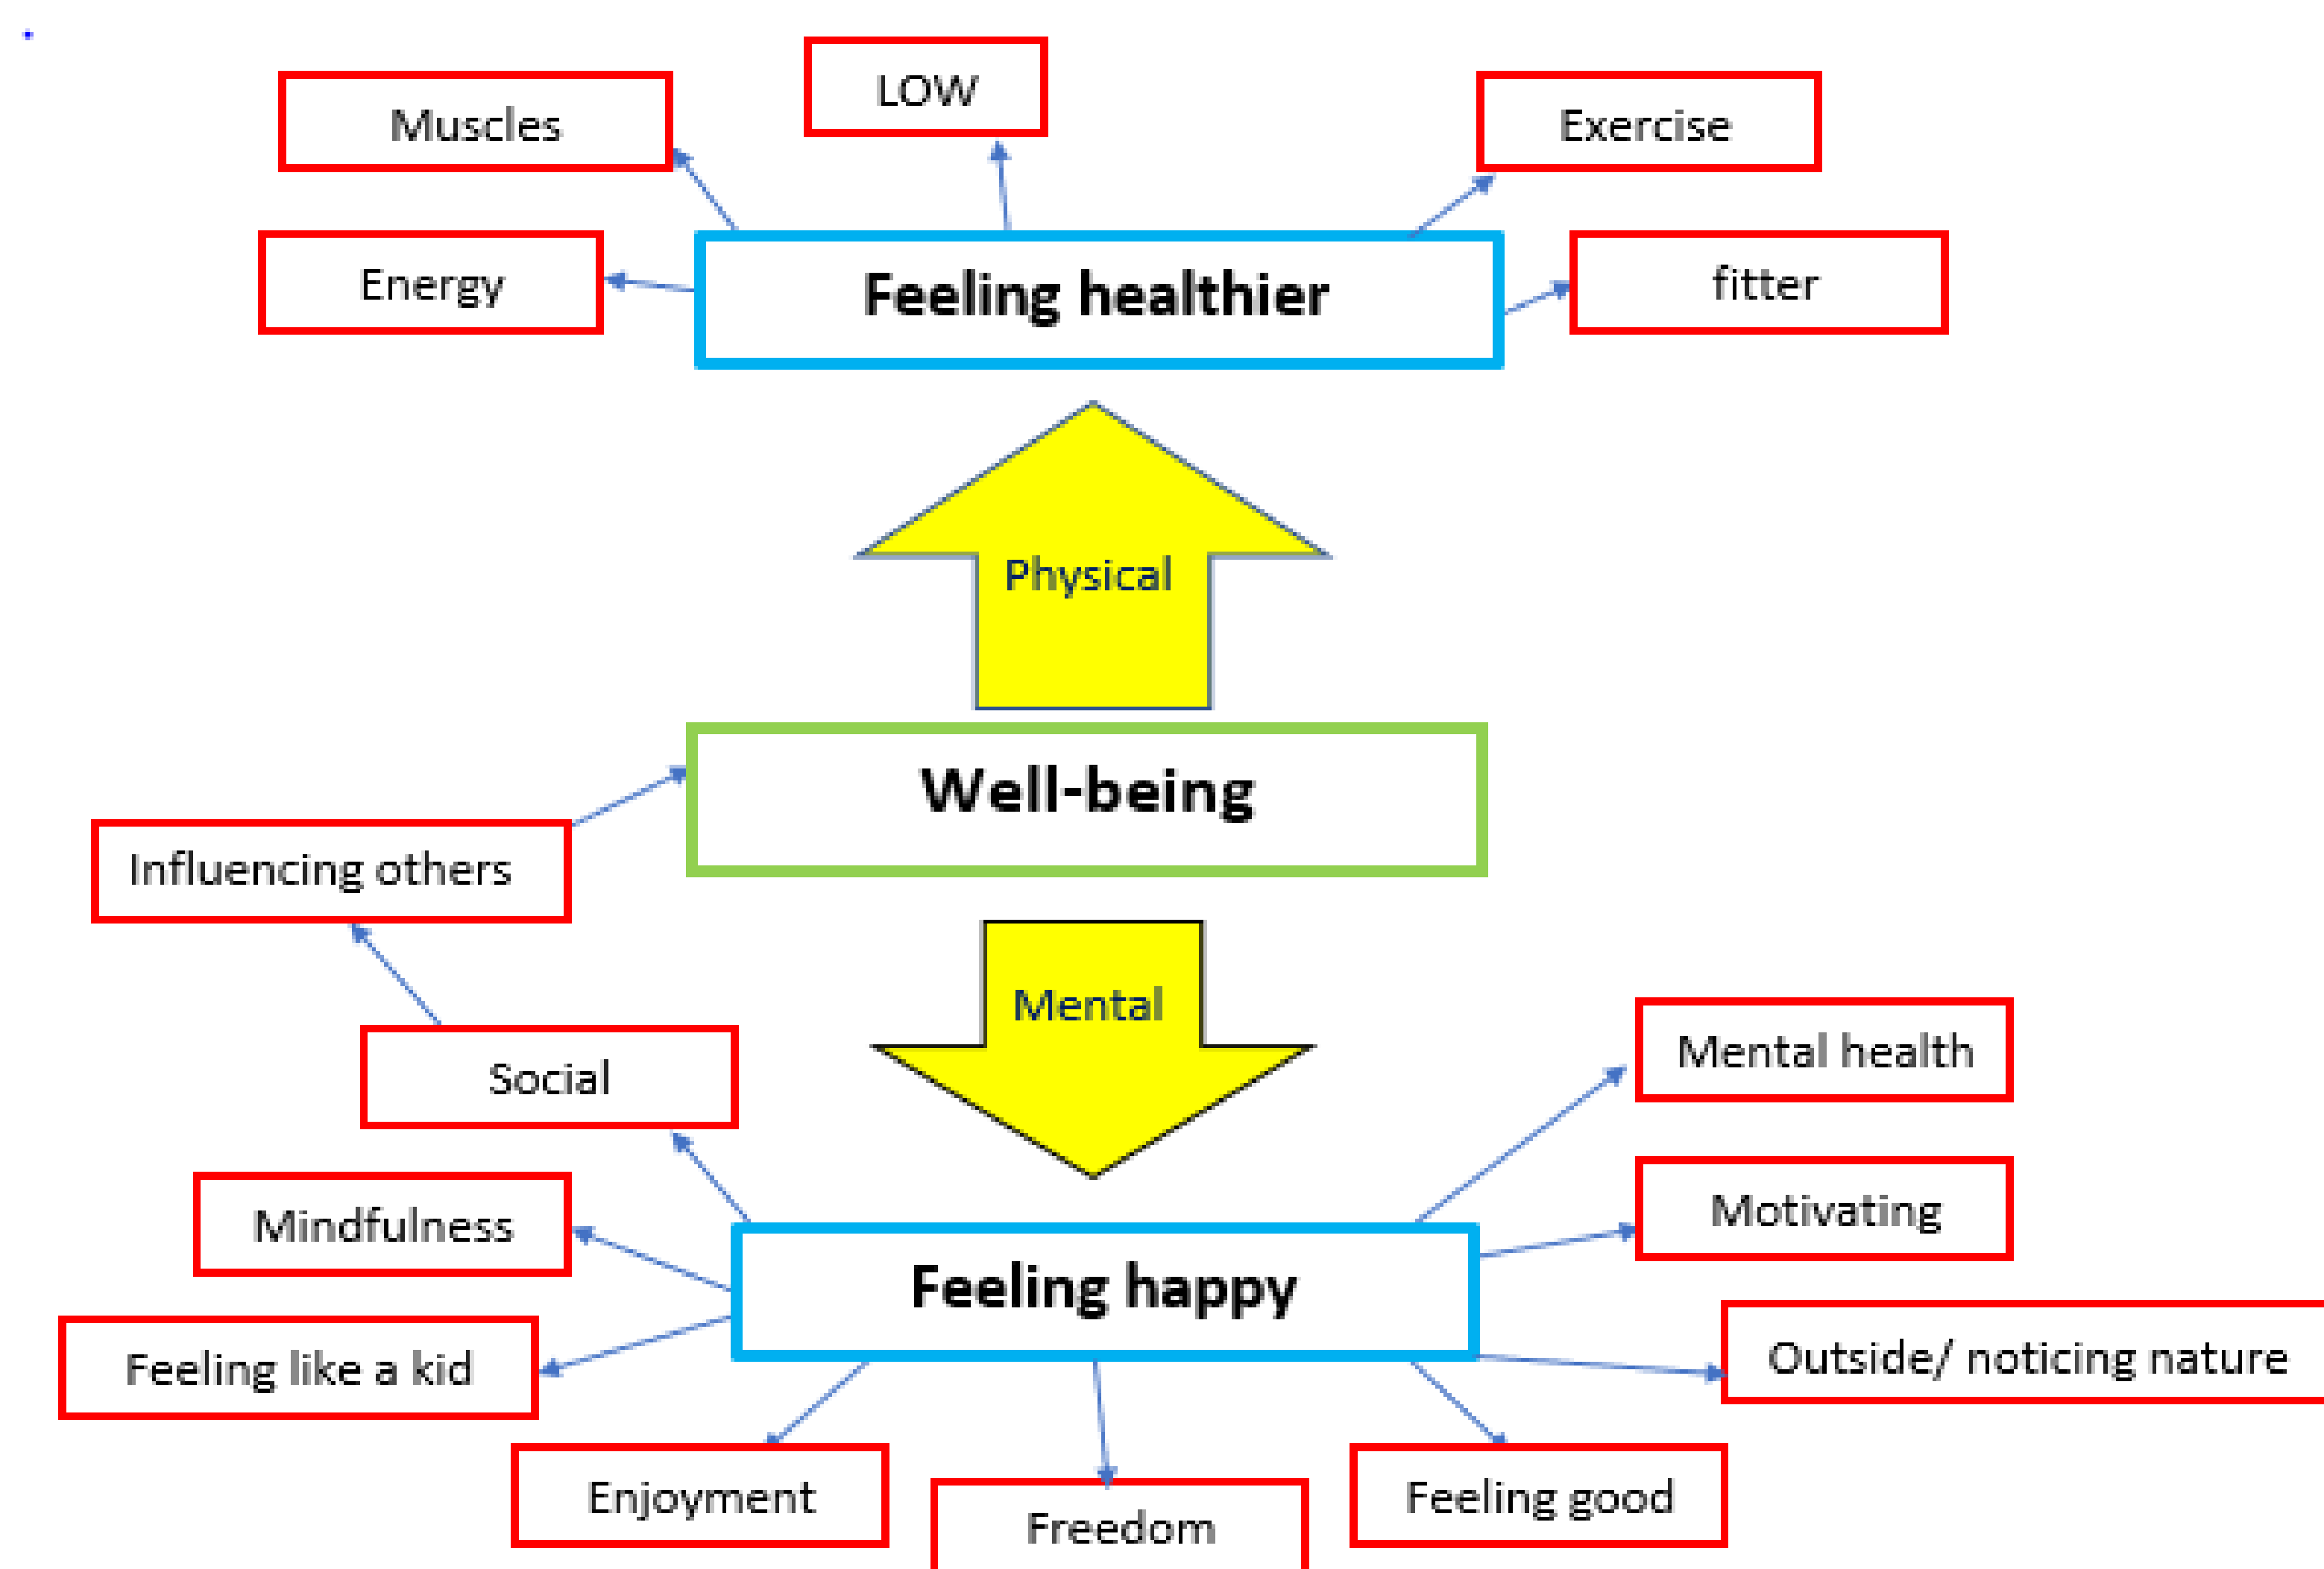 LOW
Muscles
Exercise
Energy
Feeling healthier
fitter
Physical
Well-being
Influencing others
Mental
Social
Mental health
Mindfulness
Motivating
Feeling happy
Feeling like a kid
Outside/ noticing nature
Enjoyment
Freedom
Feeling good